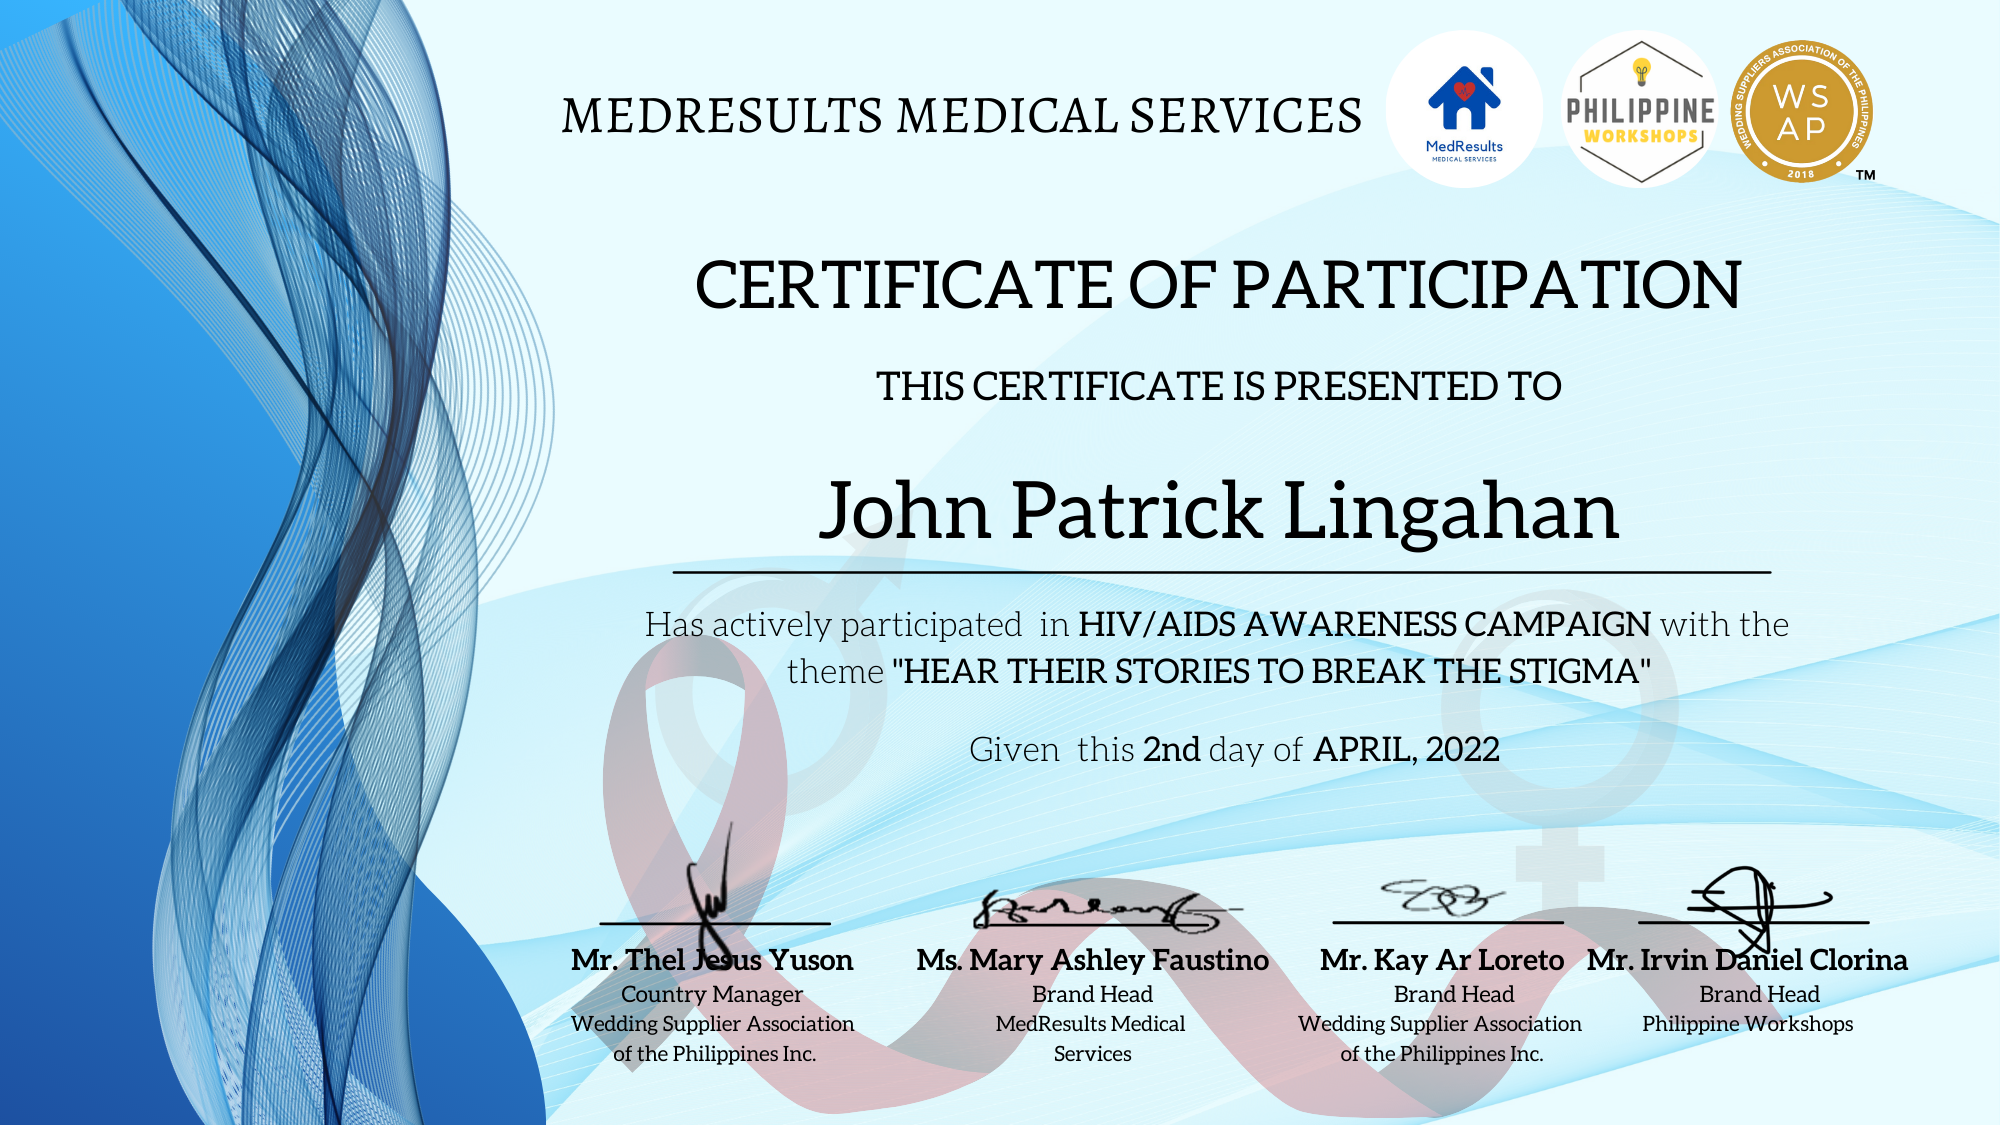 MEDRESULTS MEDICAL SERVICES
MedResults
MEDICAL SERVICES
PHILIPPINE
WORKSHOPS
WEDDING SUPPLIERS ASSOCIATION OF THE PHILIPPINES
WS
AP
2018
TM
CERTIFICATE OF PARTICIPATION
THIS CERTIFICATE IS PRESENTED TO
John Patrick Lingahan
Has actively participated in HIV/AIDS AWARENESS CAMPAIGN with the
theme "HEAR THEIR STORIES TO BREAK THE STIGMA"
Given this 2nd day of APRIL, 2022
Mr. Thel Jesus Yuson
Country Manager
Wedding Supplier Association
of the Philippines Inc.
Ms. Mary Ashley Faustino
Brand Head
MedResults Medical
Services
Mr. Kay Ar Loreto
Brand Head
Wedding Supplier Association
of the Philippines Inc.
Mr. Irvin Daniel Clorina
Brand Head
Philippine Workshops